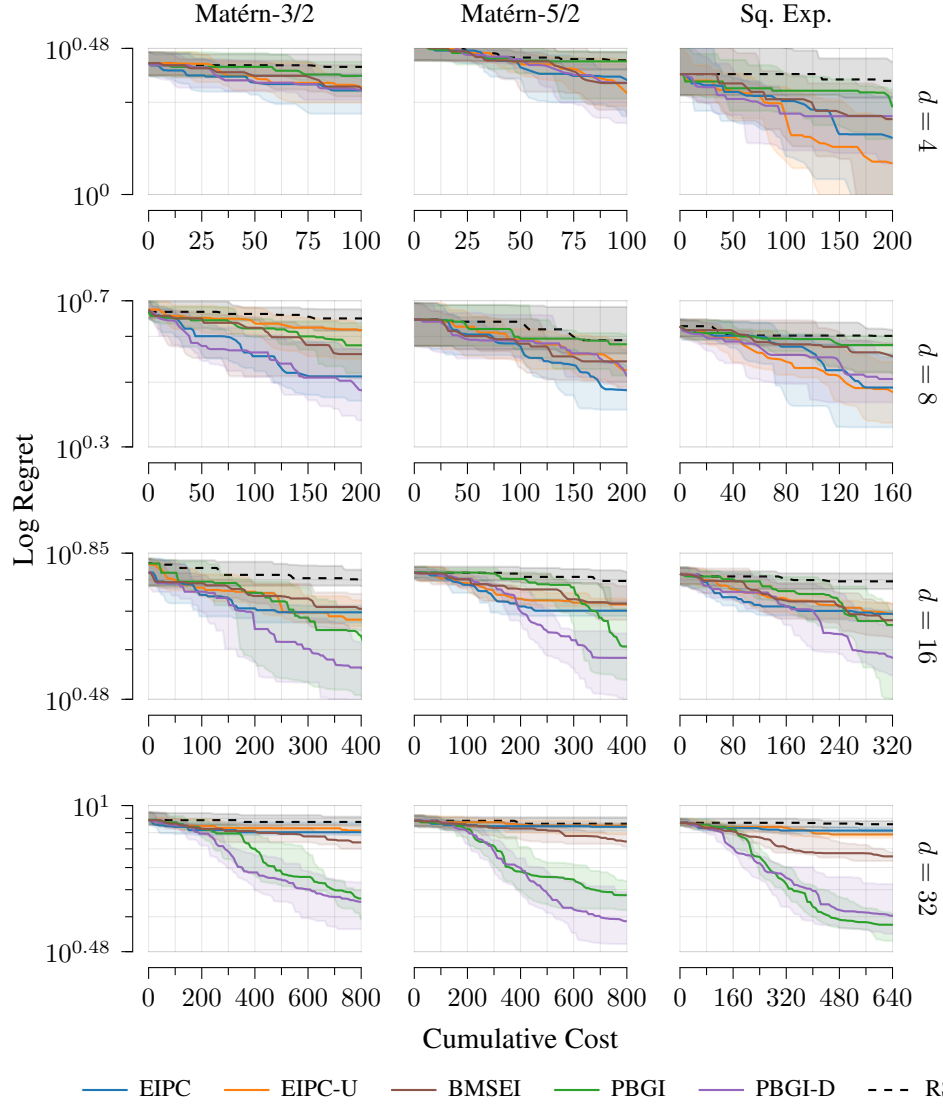 Matérn-3/2 Matérn-5/2 Sq. Exp.
10^0.48
10^0
d = 4
0 25 50 75 100 0 25 50 75 100 0 50 100 150 200
10^0.7
10^0.3
d = 8
0 50 100 150 200 0 50 100 150 200 0 40 80 120 160
Log Regret
10^0.85
10^0.48
d = 16
0 100 200 300 400 0 100 200 300 400 0 80 160 240 320
10^1
10^0.48
d = 32
0 200 400 600 800 0 200 400 600 800 0 160 320 480 640
Cumulative Cost
EIPC EIPC-U BMSEI PBGI PBGI-D